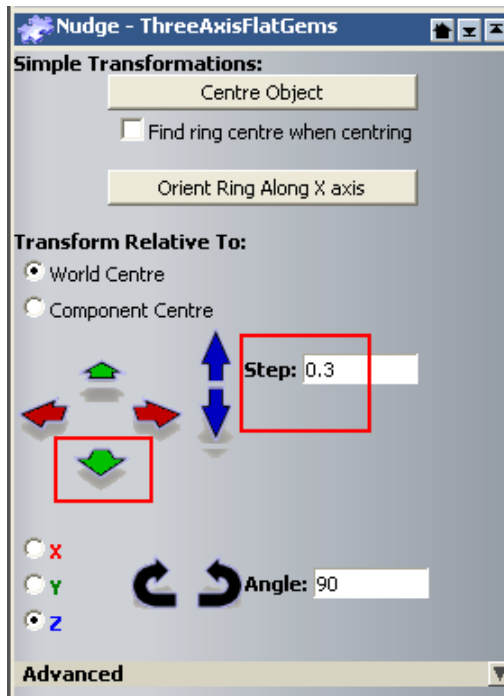 Nudge - ThreeAxisFlatGems
Simple Transformations:
Centre Object
Find ring centre when centring
Orient Ring Along X axis
Transform Relative To:
World Centre
Component Centre
Step: 0.3
X
Y
Z
Angle: 90
Advanced